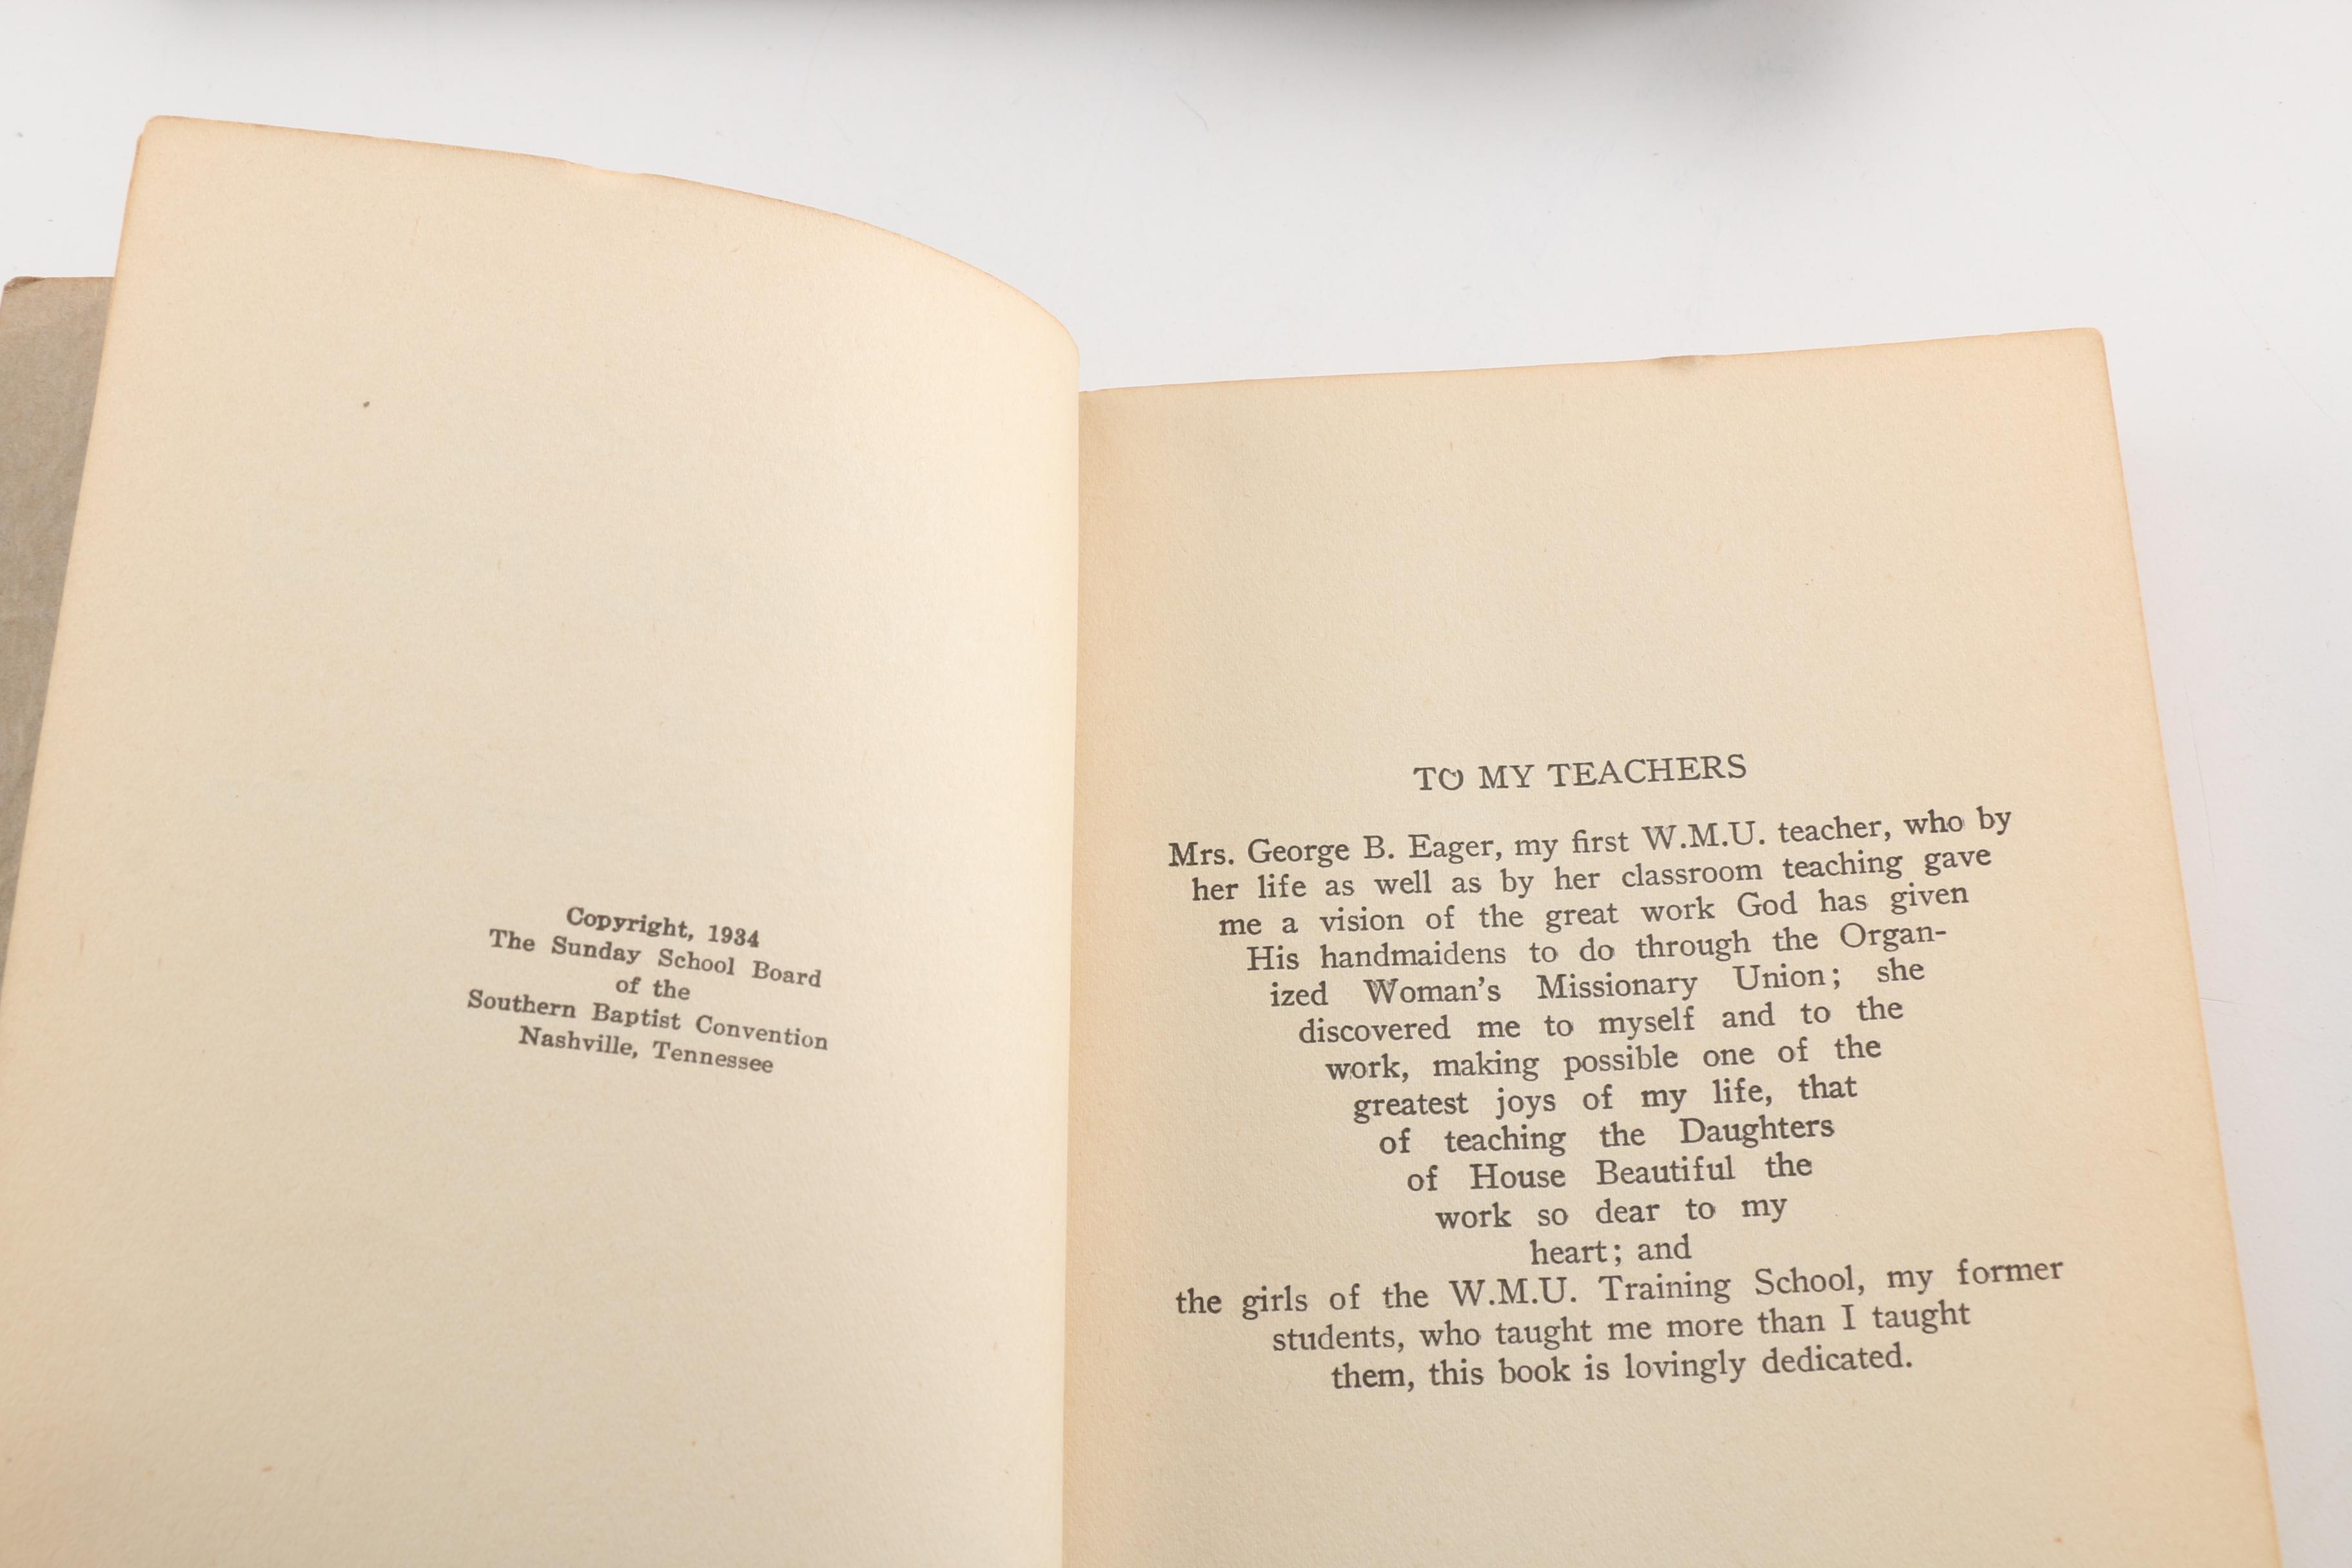 Copyright, 1934
The Sunday School Board
of the
Southern Baptist Convention
Nashville, Tennessee
TO MY TEACHERS
Mrs. George B. Eager, my first W.M.U. teacher, who by
her life as well as by her classroom teaching gave
me a vision of the great work God has given
His handmaidens to do through the Organ-
ized Woman's Missionary Union; she
discovered me to myself and to the
work, making possible one of the
greatest joys of my life, that
of teaching the Daughters
of House Beautiful the
work so dear to my
heart; and
the girls of the W.M.U. Training School, my former
students, who taught me more than I taught
them, this book is lovingly dedicated.